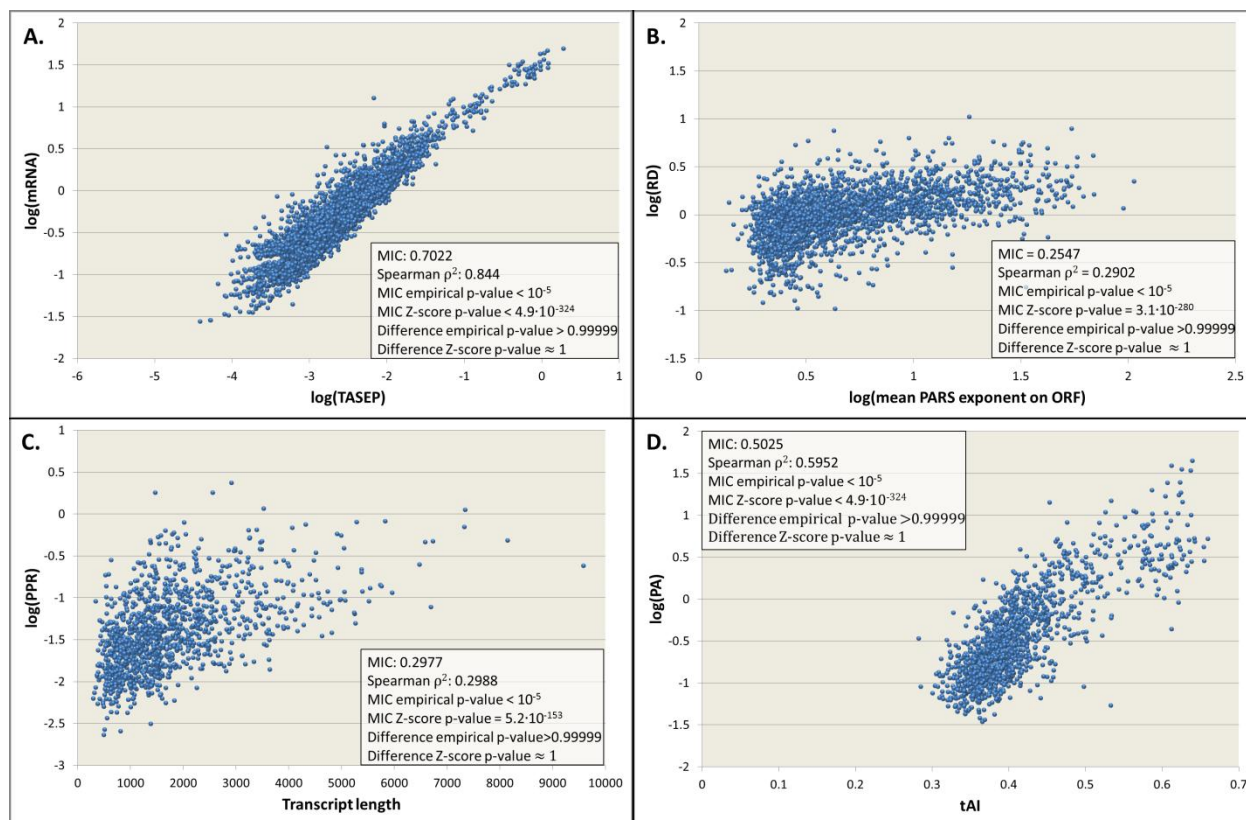 A.
2
1.5
1
0.5
0
-0.5
-1
-1.5
-2
log(mRNA)
MIC: 0.7022
Spearman ρ²: 0.844
MIC empirical p-value < 10⁻⁵
MIC Z-score p-value < 4.9·10⁻³²⁴
Difference empirical p-value > 0.99999
Difference Z-score p-value ≈ 1
-6 -5 -4 -3 -2 -1 0 1
log(TASEP)
B.
2
1.5
1
0.5
0
-0.5
-1
-1.5
log(RD)
MIC = 0.2547
Spearman ρ² = 0.2902
MIC empirical p-value < 10⁻⁵
MIC Z-score p-value = 3.1·10⁻²⁸⁰
Difference empirical p-value >0.99999
Difference Z-score p-value ≈ 1
0 0.5 1 1.5 2 2.5
log(mean PARS exponent on ORF)
C.
1
0.5
0
-0.5
-1
-1.5
-2
-2.5
-3
log(PPR)
MIC: 0.2977
Spearman ρ²: 0.2988
MIC empirical p-value < 10⁻⁵
MIC Z-score p-value = 5.2·10⁻¹⁵³
Difference empirical p-value>0.99999
Difference Z-score p-value ≈ 1
0 1000 2000 3000 4000 5000 6000 7000 8000 9000 10000
Transcript length
D.
2
1.5
1
0.5
0
-0.5
-1
-1.5
-2
log(PA)
MIC: 0.5025
Spearman ρ²: 0.5952
MIC empirical p-value < 10⁻⁵
MIC Z-score p-value < 4.9·10⁻³²⁴
Difference empirical p-value >0.99999
Difference Z-score p-value ≈ 1
0 0.1 0.2 0.3 0.4 0.5 0.6 0.7
tAI